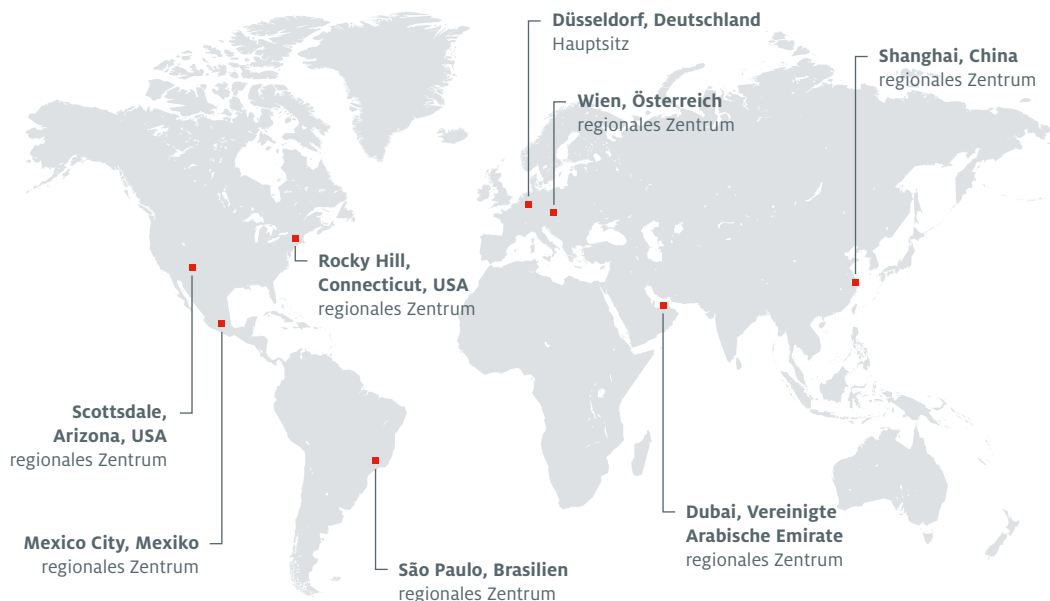 Düsseldorf, Deutschland
Hauptsitz
Shanghai, China
regionales Zentrum
Wien, Österreich
regionales Zentrum
Rocky Hill,
Connecticut, USA
regionales Zentrum
Scottsdale,
Arizona, USA
regionales Zentrum
Dubai, Vereinigte
Arabische Emirate
regionales Zentrum
Mexico City, Mexiko
regionales Zentrum
São Paulo, Brasilien
regionales Zentrum